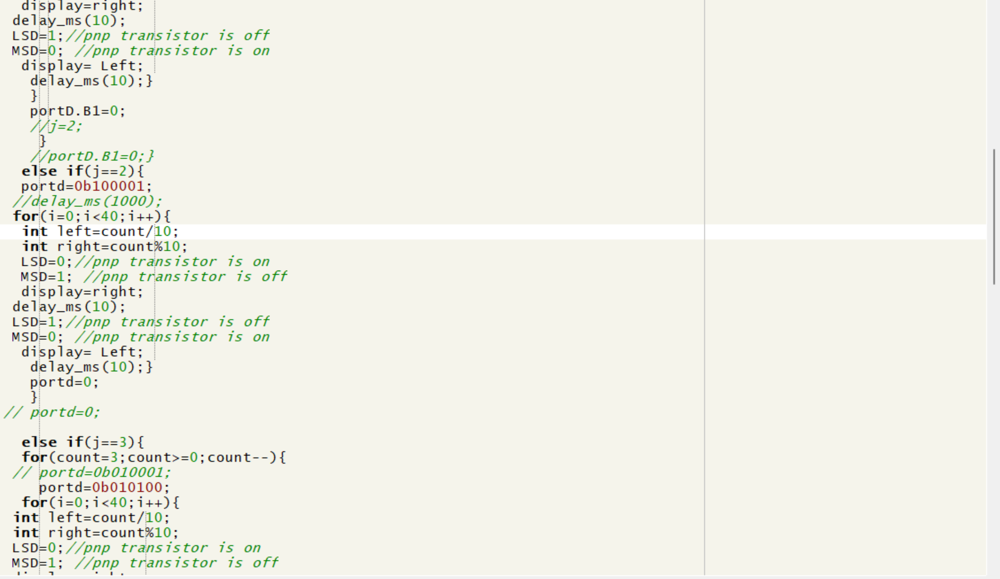 display=right;
delay_ms(10);
LSD=1;//pnp transistor is off
MSD=0; //pnp transistor is on
display= Left;
delay_ms(10);}
}
portD.B1=0;
//j=2;
}
//portD.B1=0;}
else if(j==2){
portd=0b100001;
//delay_ms(1000);
for(i=0;i<40;i++){
int left=count/10;
int right=count%10;
LSD=0;//pnp transistor is on
MSD=1; //pnp transistor is off
display=right;
delay_ms(10);
LSD=1;//pnp transistor is off
MSD=0; //pnp transistor is on
display= Left;
delay_ms(10);}
portd=0;
}
// portd=0;
else if(j==3){
for(count=3;count>=0;count--){
// portd=0b010001;
portd=0b010100;
for(i=0;i<40;i++){
int left=count/10;
int right=count%10;
LSD=0;//pnp transistor is on
MSD=1; //pnp transistor is off